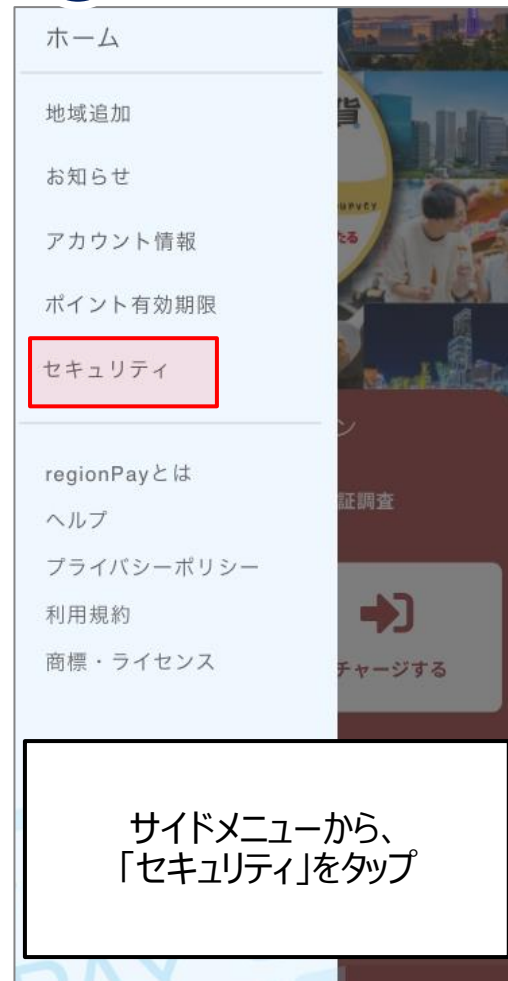 ホーム
地域追加
お知らせ
アカウント情報
ポイント有効期限
セキュリティ
regionPayとは
ヘルプ
プライバシーポリシー
利用規約
商標・ライセンス
貨
たる
ン
証調査
チャージする
サイドメニューから、
「セキュリティ」をタップ
PAY